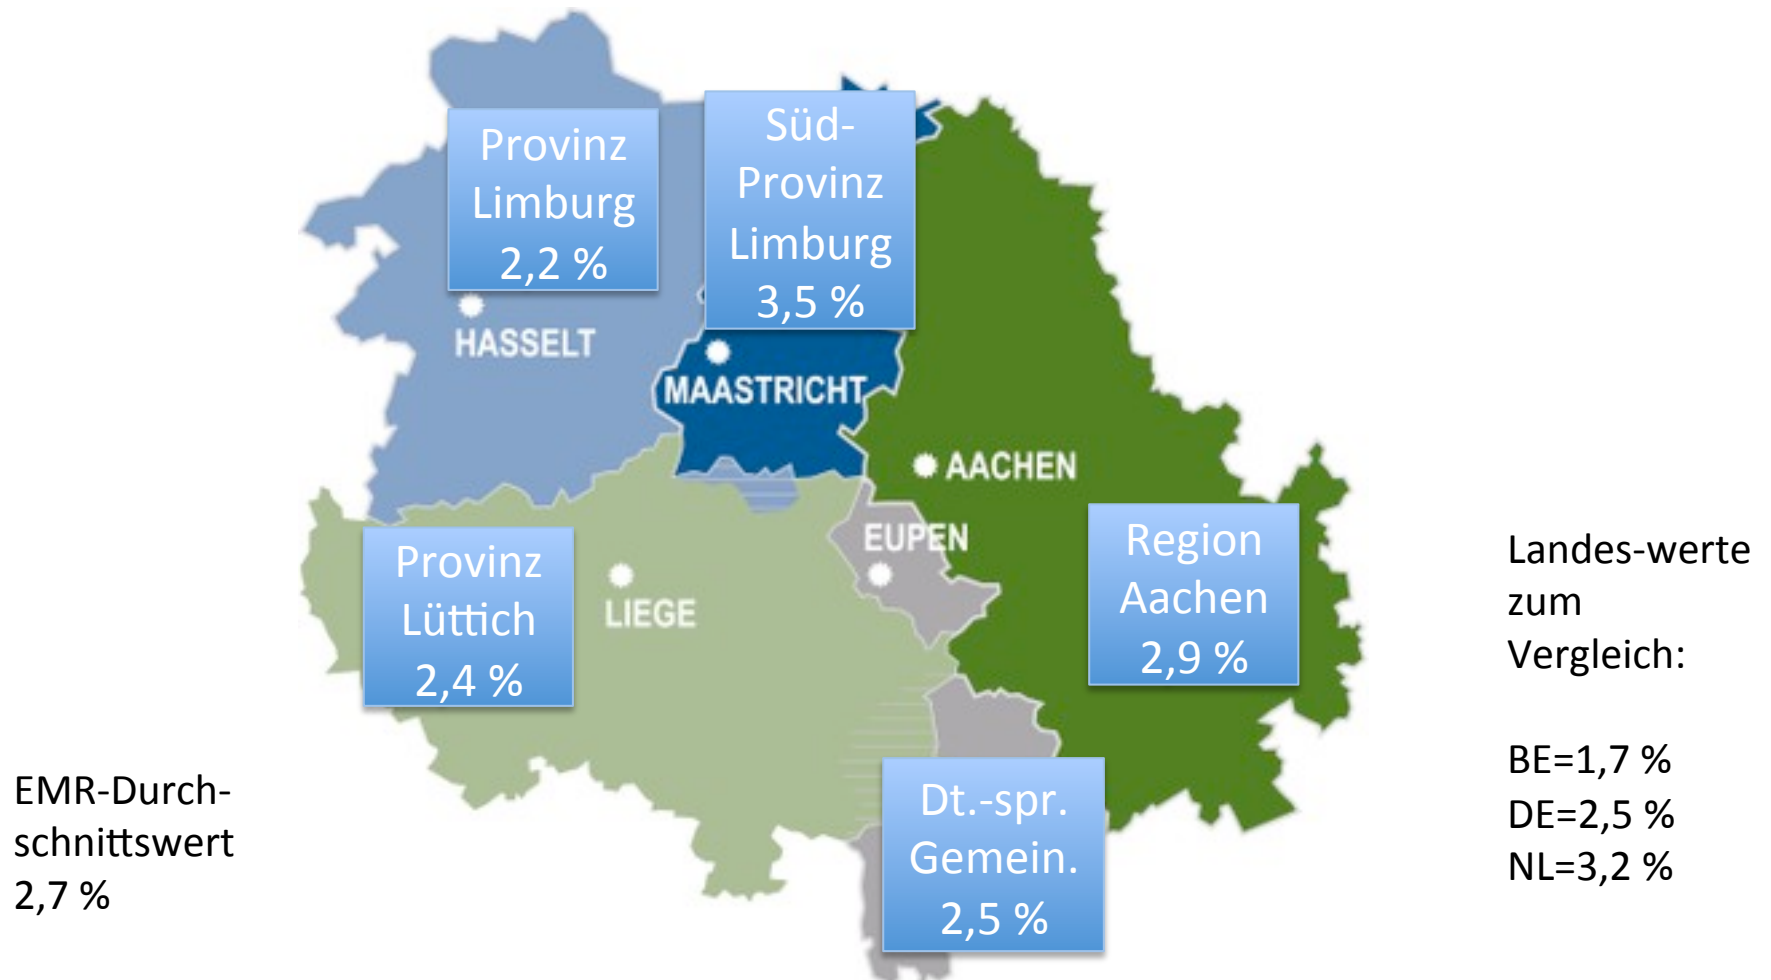 Provinz
Limburg
2,2 %
Süd-
Provinz
Limburg
3,5 %
HASSELT
MAASTRICHT
AACHEN
EUPEN
LIEGE
Provinz
Lüttich
2,4 %
Region
Aachen
2,9 %
Dt.-spr.
Gemein.
2,5 %
EMR-Durch-
schnittswert
2,7 %
Landes-werte
zum
Vergleich:
BE=1,7 %
DE=2,5 %
NL=3,2 %